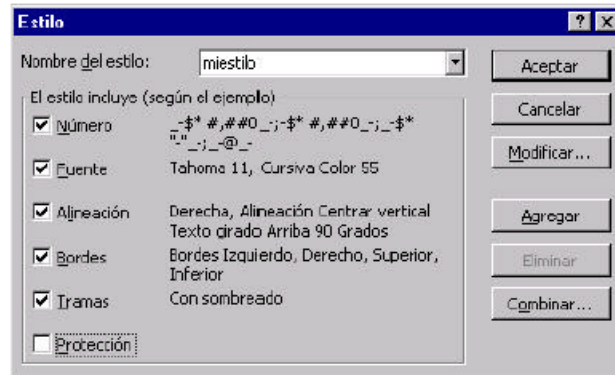 Estilo
Nombre del estilo: miestilo
Aceptar
El estilo incluye (según el ejemplo)
Cancelar
Número _-$* #,##0_-;-$* #,##0_-;_-$*
"-"_-;_-@_-
Modificar...
Fuente Tahoma 11, Cursiva Color 55
Alineación Derecha, Alineación Centrar vertical
Texto girado Arriba 90 Grados
Agregar
Bordes Bordes Izquierdo, Derecho, Superior,
Inferior
Eliminar
Tramas Con sombreado
Combinar...
Protección